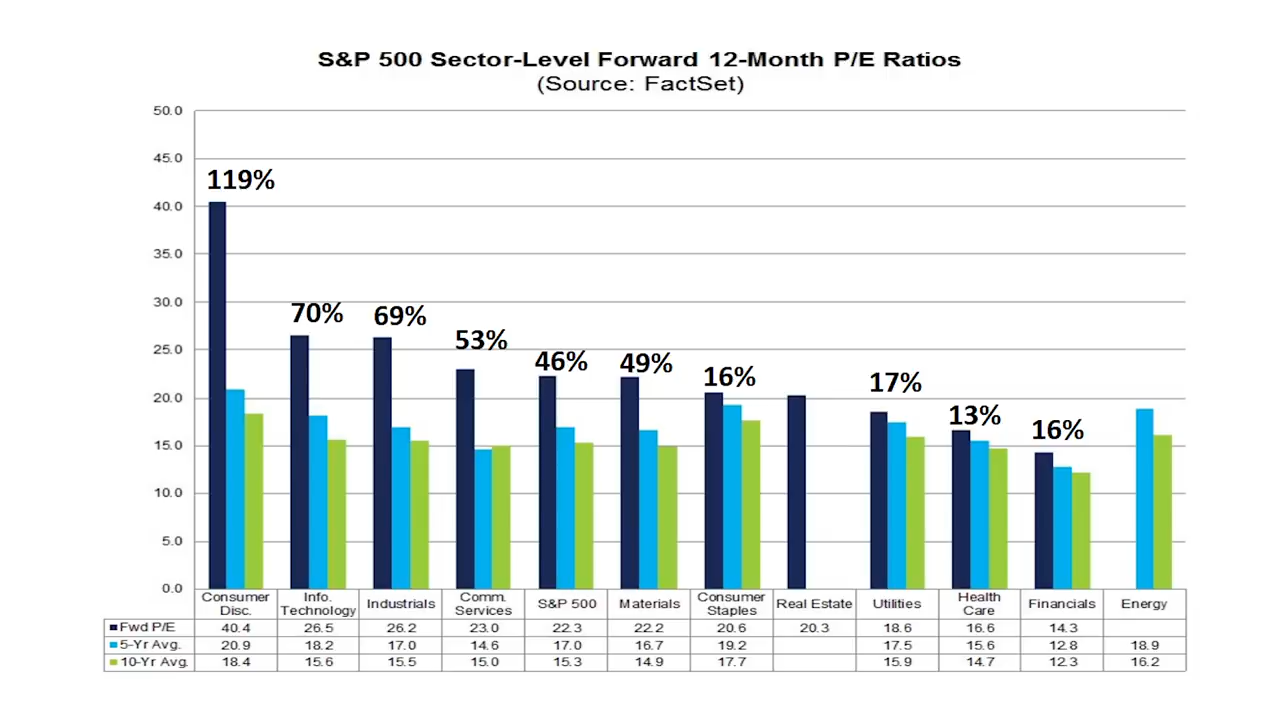 S&P 500 Sector-Level Forward 12-Month P/E Ratios
(Source: FactSet)
50.0
45.0
40.0
35.0
30.0
25.0
20.0
15.0
10.0
5.0
0.0
119%
70%
69%
53%
46%
49%
16%
17%
13%
16%
Consumer Disc.
Info. Technology
Industrials
Comm. Services
S&P 500
Materials
Consumer Staples
Real Estate
Utilities
Health Care
Financials
Energy
Fwd P/E 40.4 26.5 26.2 23.0 22.3 22.2 20.6 20.3 18.6 16.6 14.3
5-Yr Avg. 20.9 18.2 17.0 14.6 17.0 16.7 19.2 17.5 15.6 12.8 18.9
10-Yr Avg. 18.4 15.6 15.5 15.0 15.3 14.9 17.7 15.9 14.7 12.3 16.2